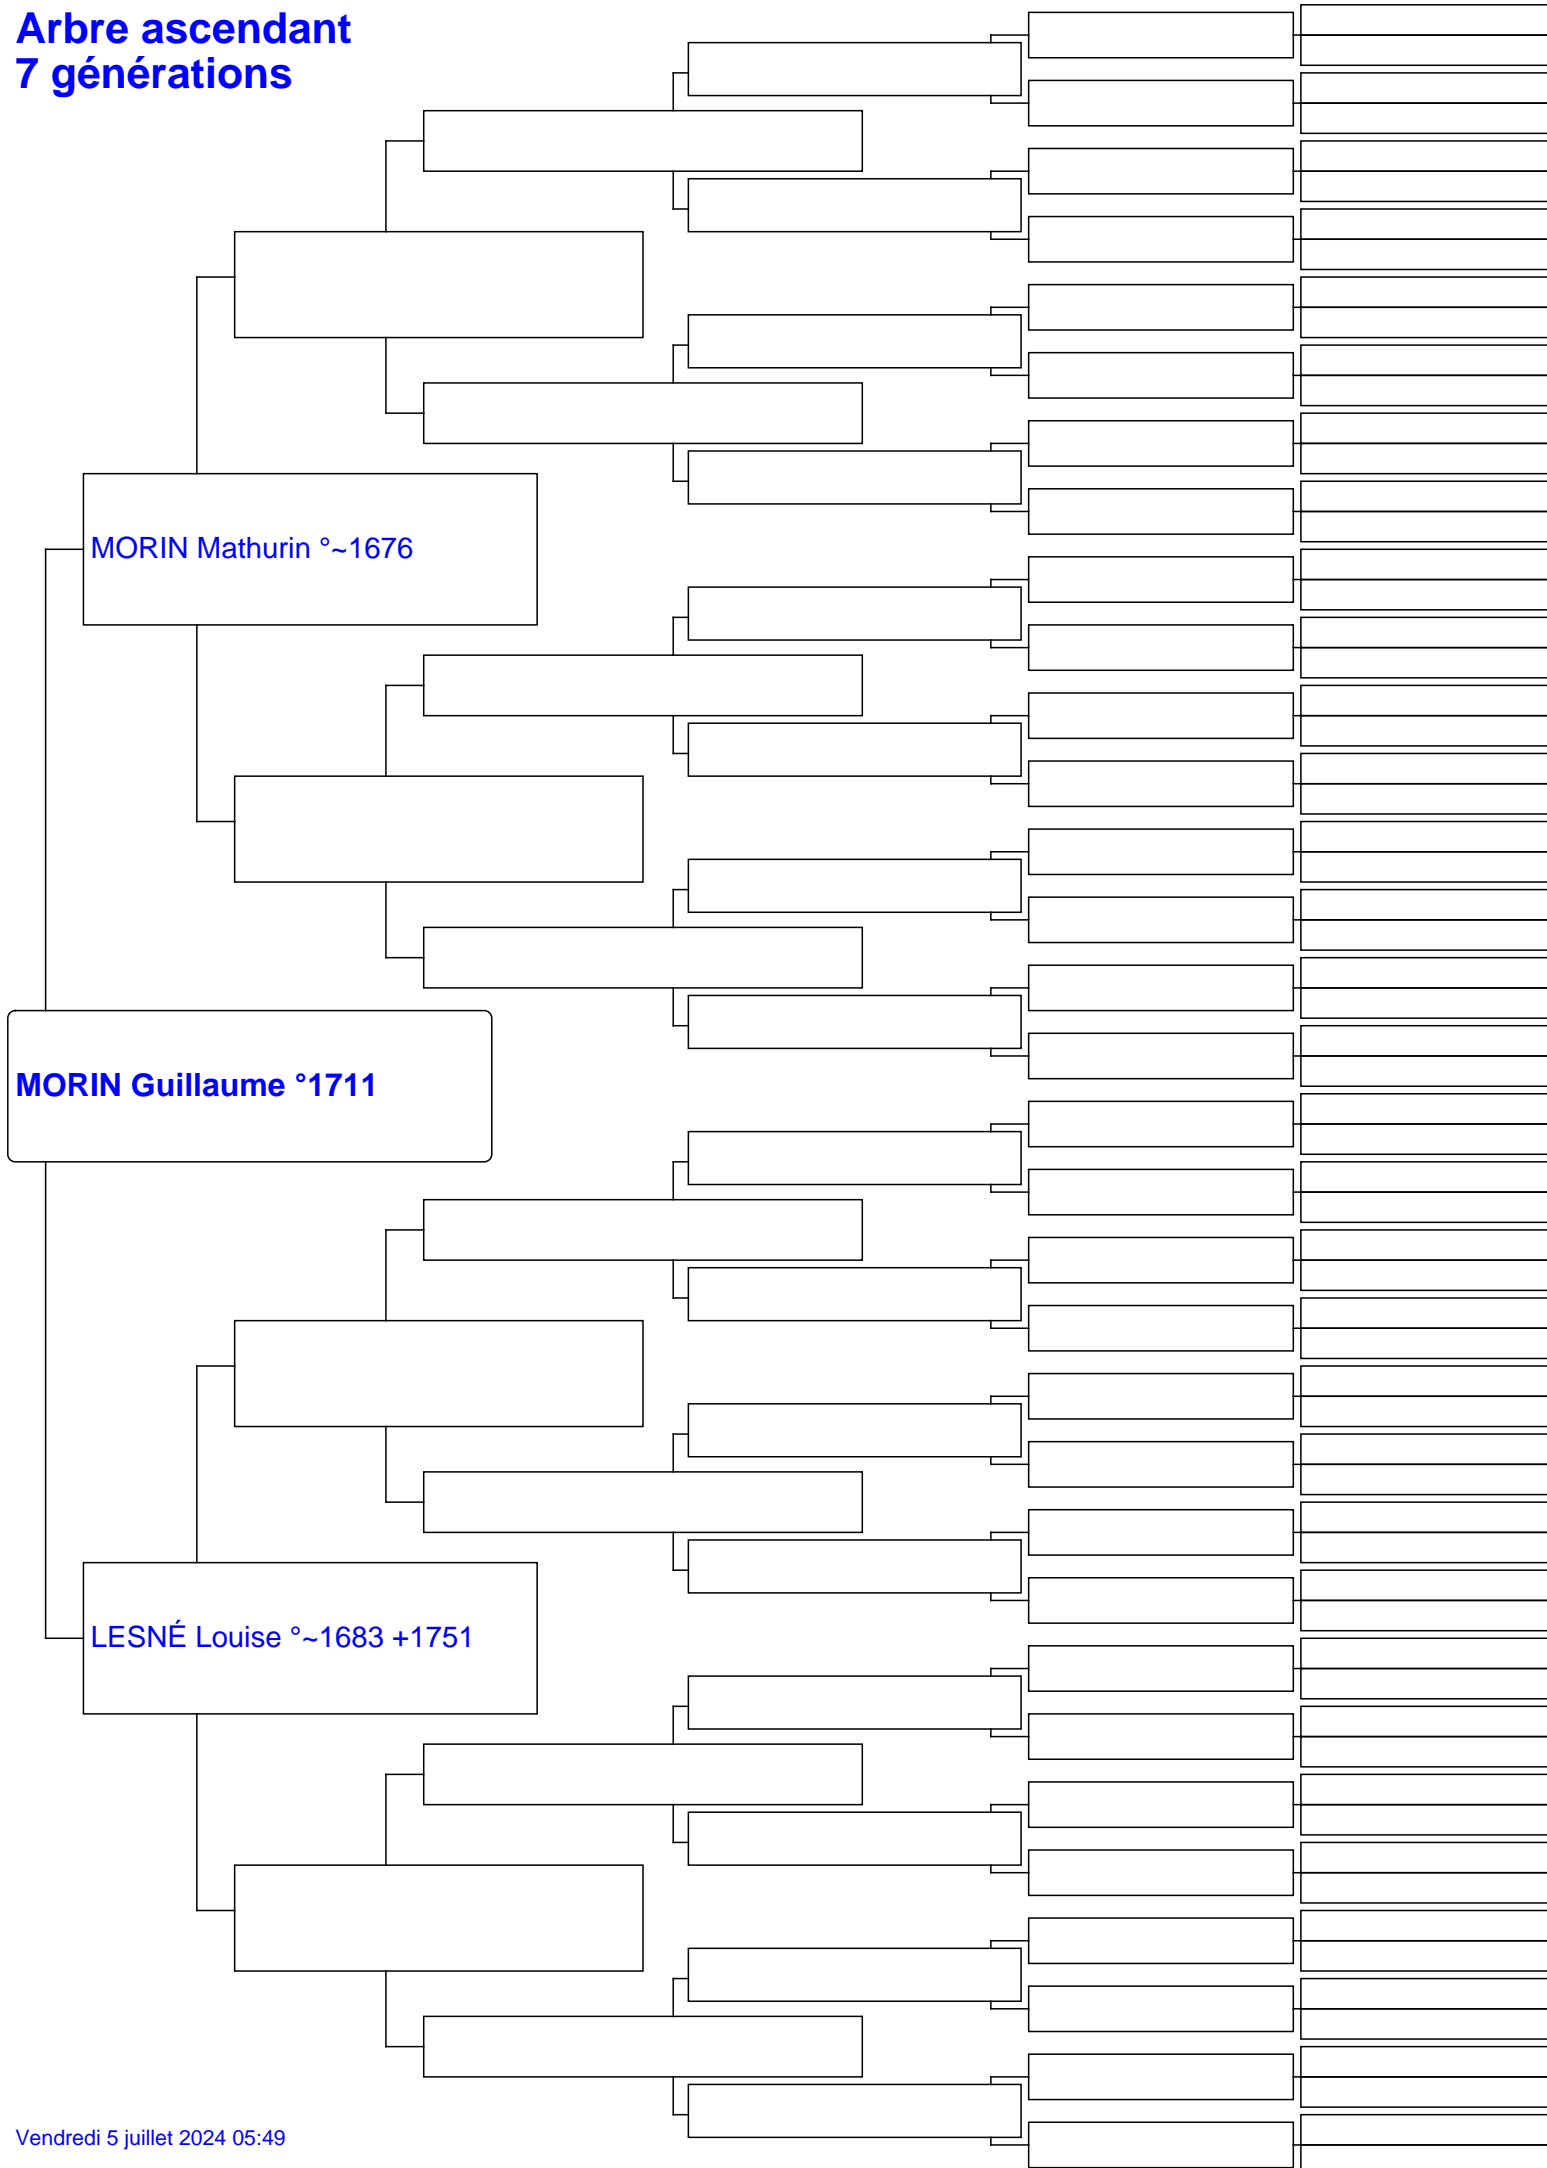 Arbre ascendant
7 générations
MORIN Mathurin °~1676
MORIN Guillaume °1711
LESNÉ Louise °~1683 +1751
Vendredi 5 juillet 2024 05:49